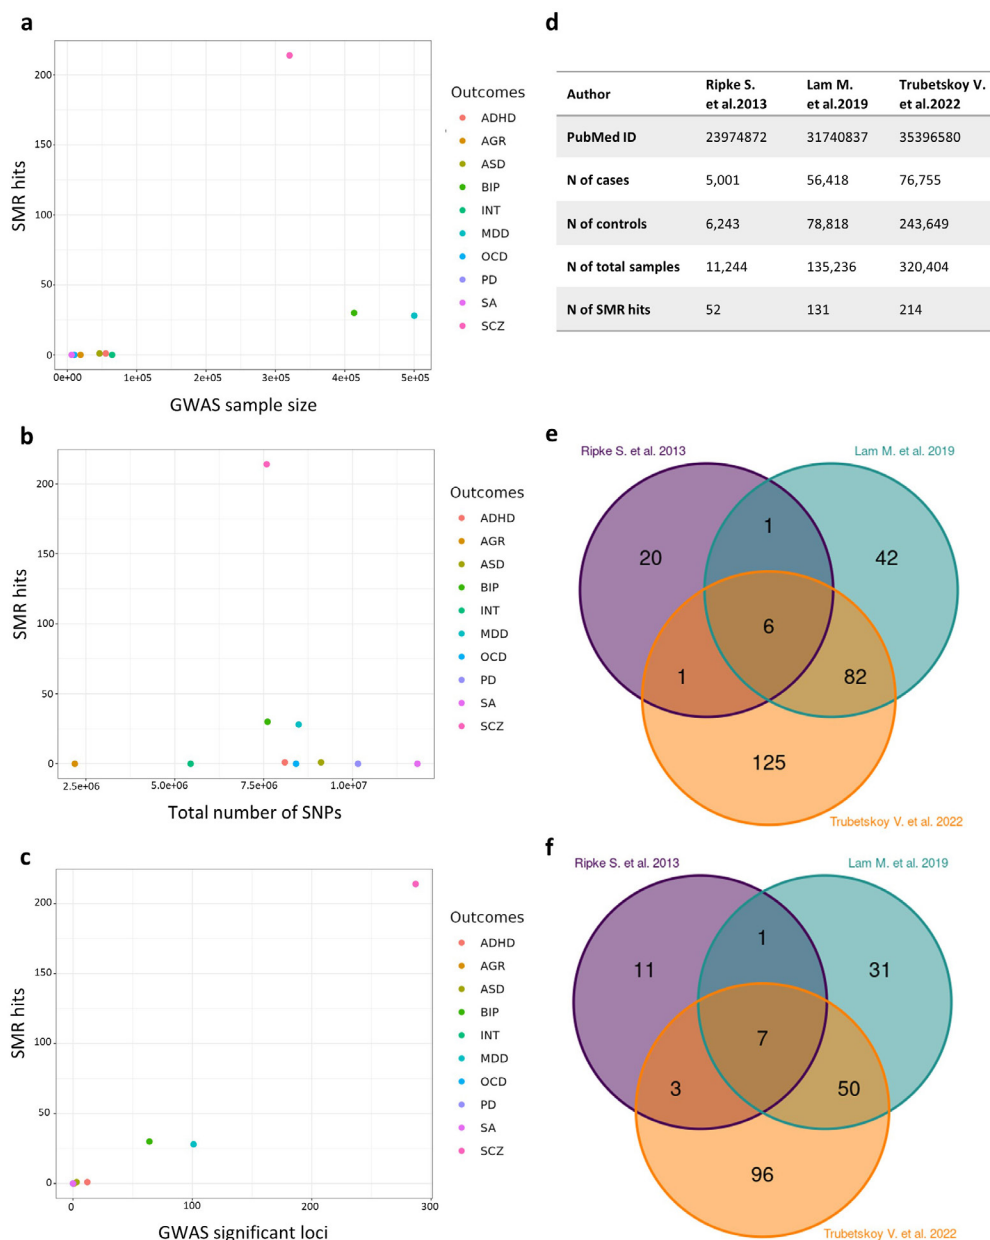 a
SMR hits
200
150
100
50
0
0e+00 1e+05 2e+05 3e+05 4e+05 5e+05
GWAS sample size
Outcomes
ADHD
AGR
ASD
BIP
INT
MDD
OCD
PD
SA
SCZ
b
SMR hits
200
150
100
50
0
2.5e+06 5.0e+06 7.5e+06 1.0e+07
Total number of SNPs
Outcomes
ADHD
AGR
ASD
BIP
INT
MDD
OCD
PD
SA
SCZ
c
SMR hits
200
150
100
50
0
0 100 200 300
GWAS significant loci
Outcomes
ADHD
AGR
ASD
BIP
INT
MDD
OCD
PD
SA
SCZ
d
Author Ripke S. et al.2013 Lam M. et al.2019 Trubetskoy V. et al.2022
PubMed ID 23974872 31740837 35396580
N of cases 5,001 56,418 76,755
N of controls 6,243 78,818 243,649
N of total samples 11,244 135,236 320,404
N of SMR hits 52 131 214
e
Ripke S. et al. 2013 Lam M. et al. 2019
1
20 42
6
1 82
125
Trubetskoy V. et al. 2022
f
Ripke S. et al. 2013 Lam M. et al. 2019
1
11 31
7
3 50
96
Trubetskoy V. et al. 2022